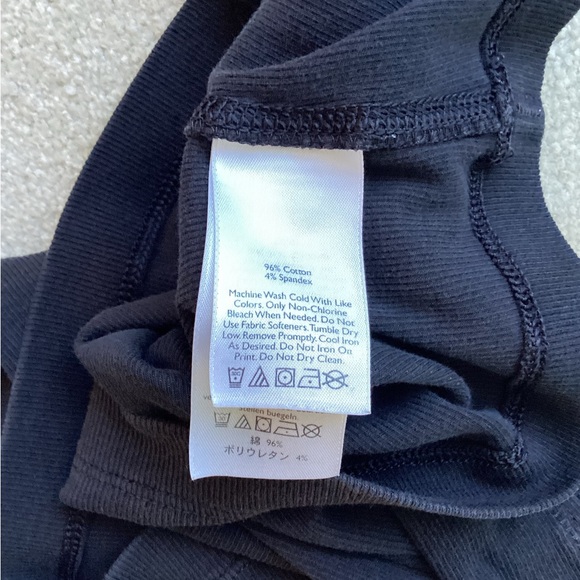 96% Cotton
4% Spandex
Machine Wash Cold With Like
Colors. Only Non-Chlorine
Bleach When Needed. Do Not
Use Fabric Softeners. Tumble Dry
Low. Remove Promptly. Cool Iron
As Desired. Do Not Iron On
Print. Do Not Dry Clean.
bügeln.
綿 96%
ポリウレタン 4%